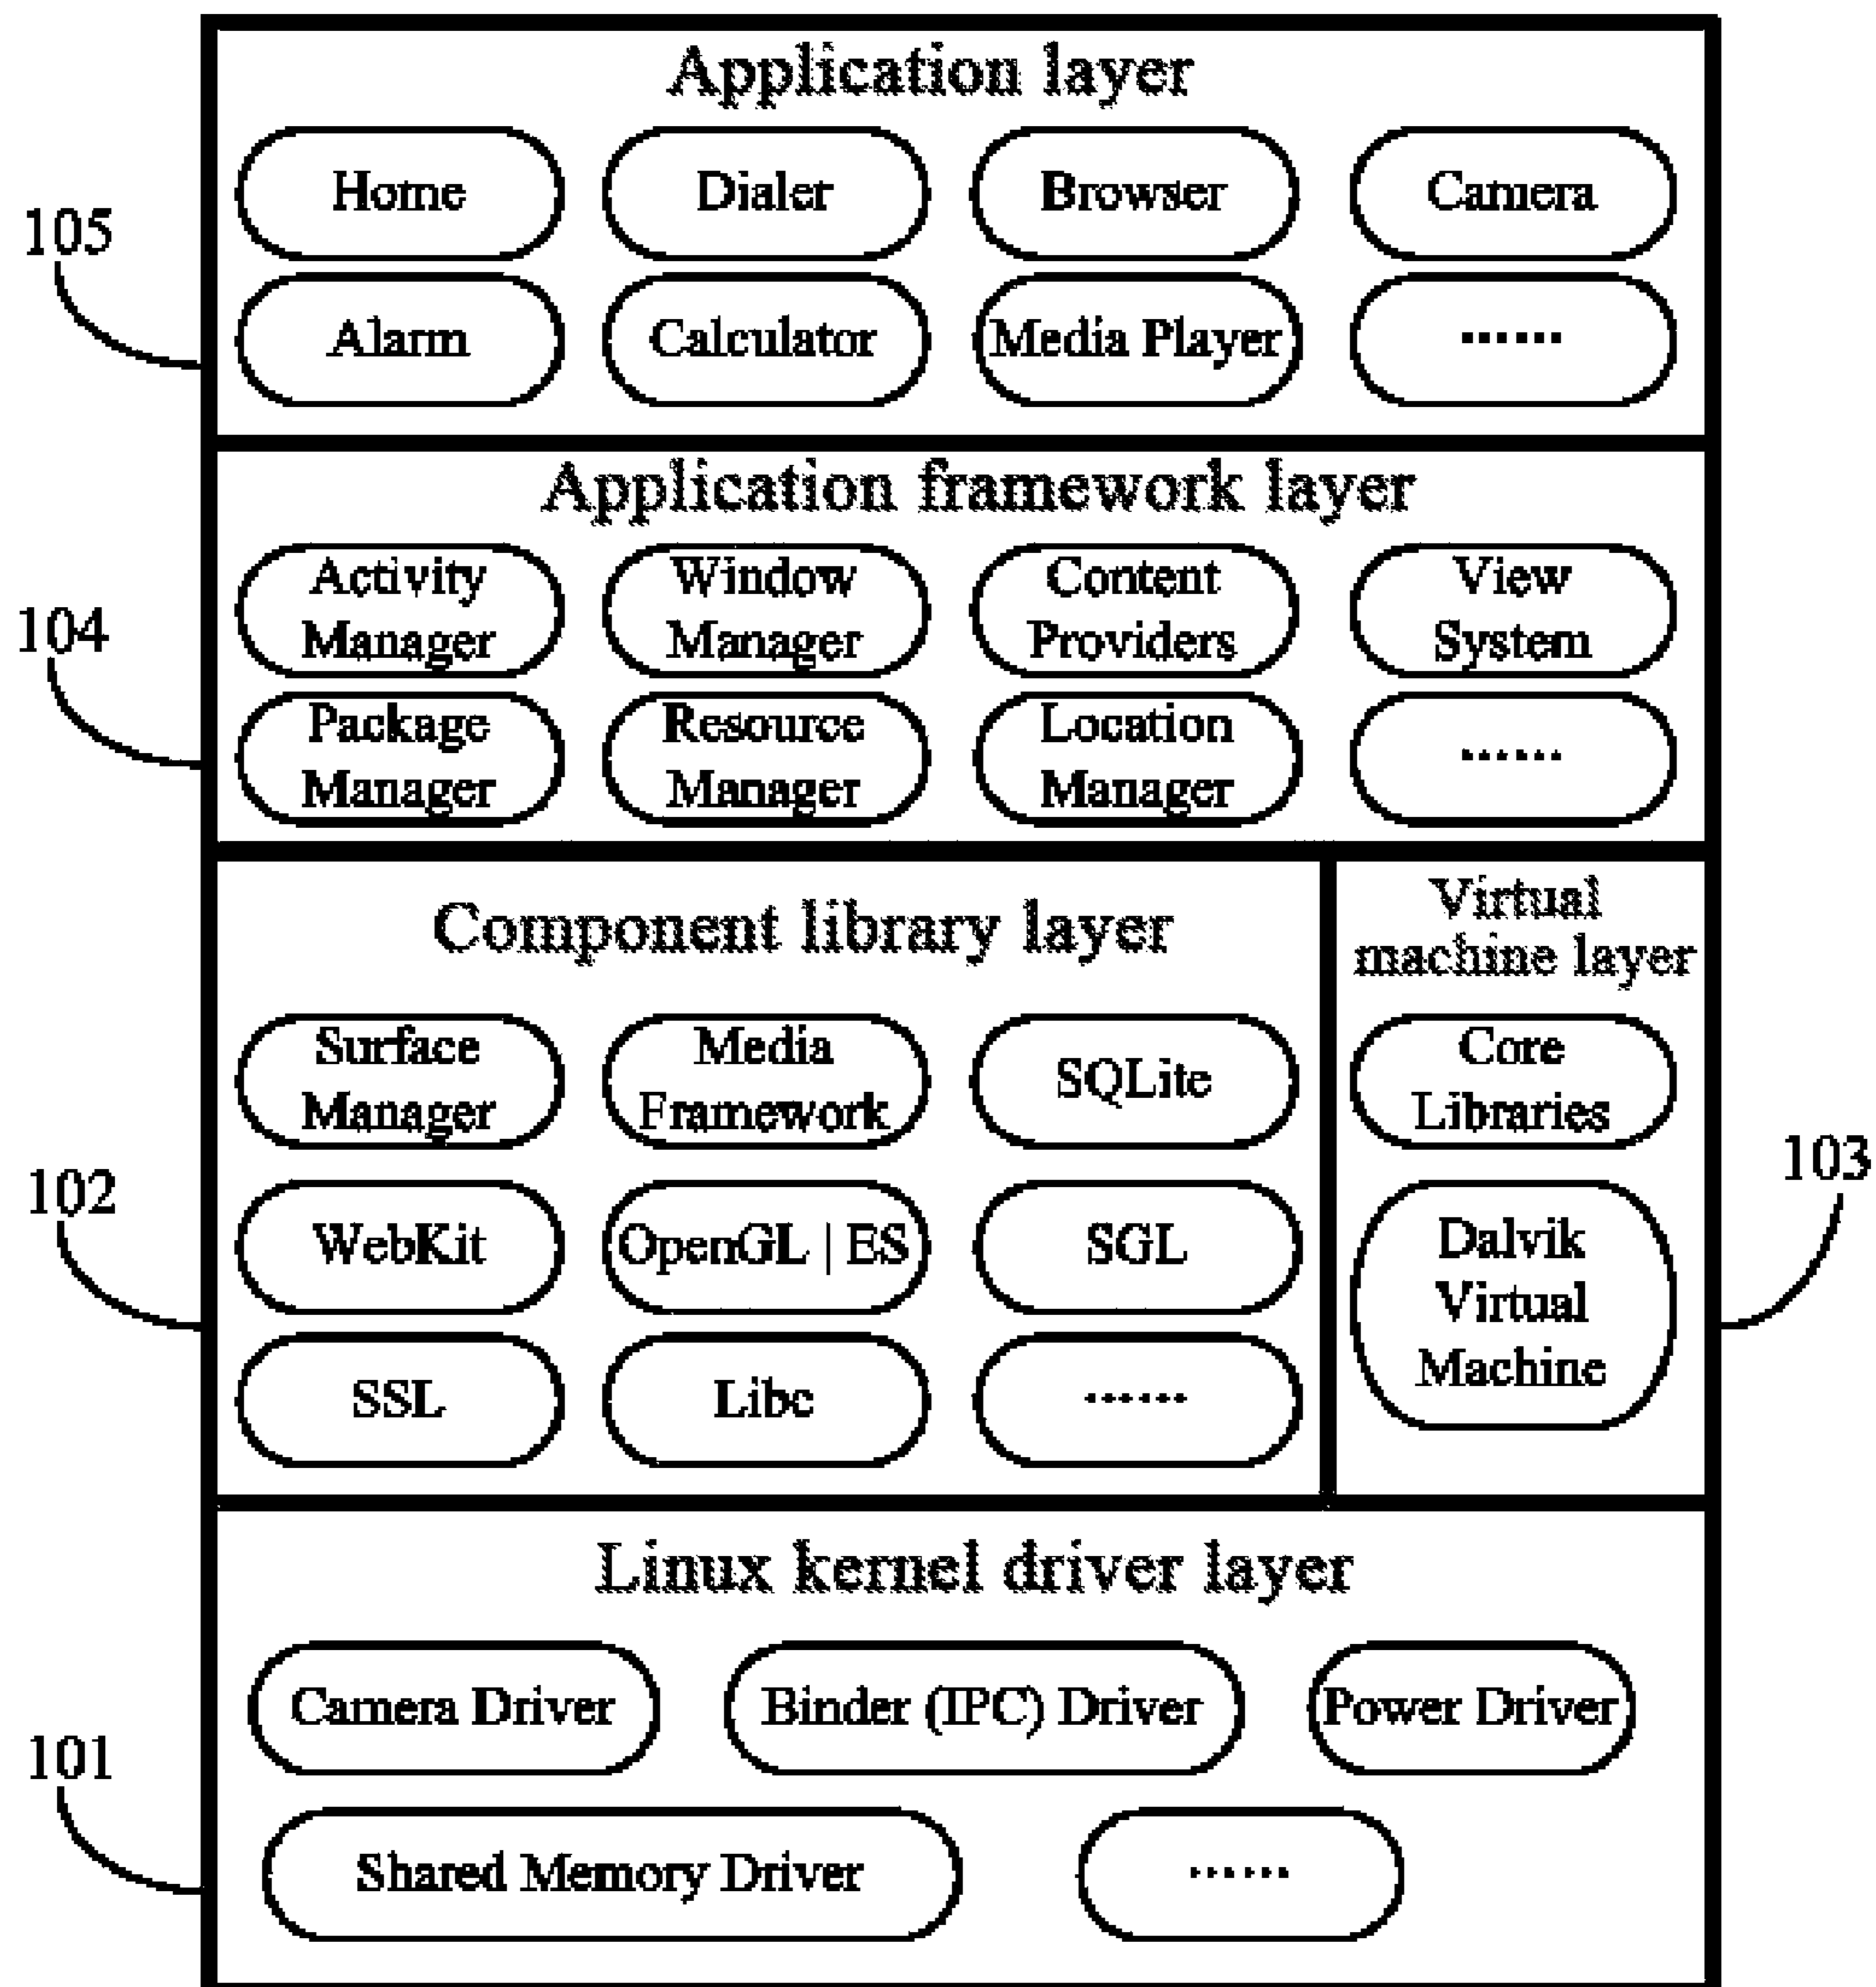 Application layer
Home
Dialer
Browser
Camera
105
Alarm
Calculator
Media Player
······
Application framework layer
Activity
Manager
Window
Manager
Content
Providers
View
System
104
Package
Manager
Resource
Manager
Location
Manager
······
Component library layer
Surface
Manager
Media
Framework
SQLite
102
WebKit
OpenGL | ES
SGL
SSL
Libc
······
Virtual
machine layer
Core
Libraries
103
Dalvik
Virtual
Machine
Linux kernel driver layer
Camera Driver
Binder (IPC) Driver
Power Driver
101
Shared Memory Driver
······